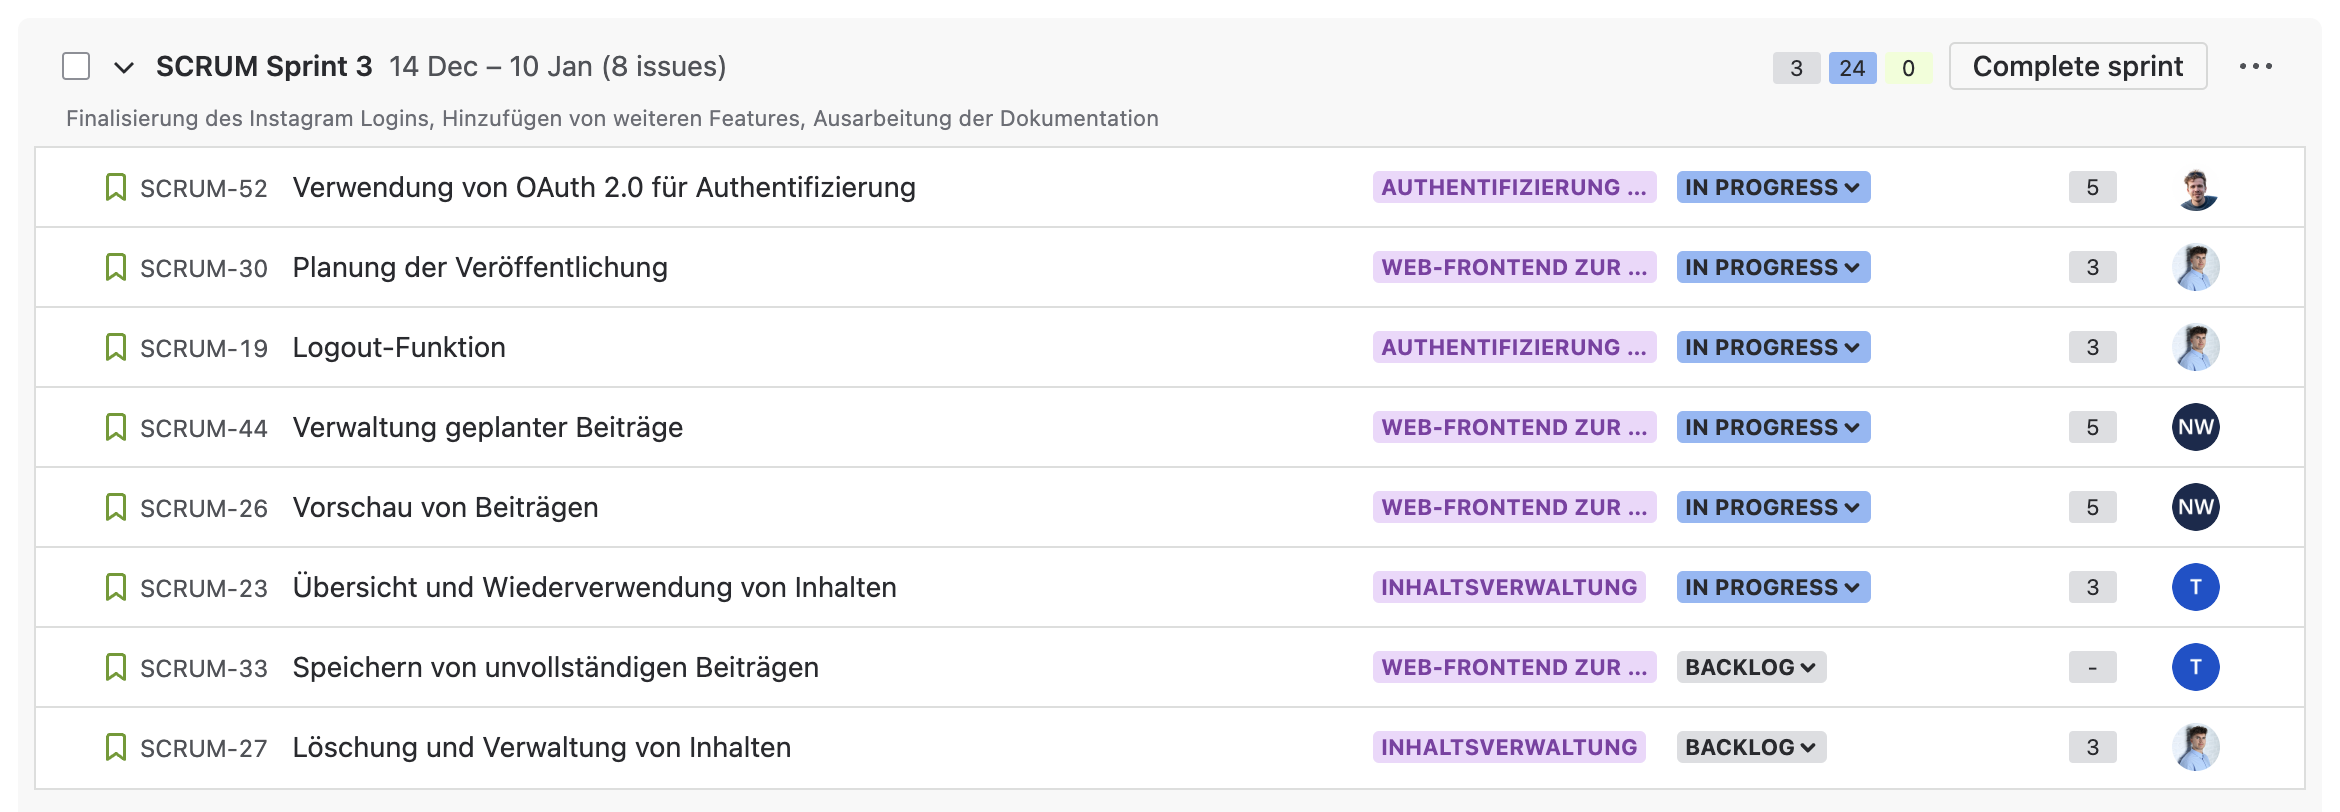 SCRUM Sprint 3 14 Dec – 10 Jan (8 issues) 3 24 0 Complete sprint
Finalisierung des Instagram Logins, Hinzufügen von weiteren Features, Ausarbeitung der Dokumentation
SCRUM-52 Verwendung von OAuth 2.0 für Authentifizierung AUTHENTIFIZIERUNG ... IN PROGRESS 5
SCRUM-30 Planung der Veröffentlichung WEB-FRONTEND ZUR ... IN PROGRESS 3
SCRUM-19 Logout-Funktion AUTHENTIFIZIERUNG ... IN PROGRESS 3
SCRUM-44 Verwaltung geplanter Beiträge WEB-FRONTEND ZUR ... IN PROGRESS 5 NW
SCRUM-26 Vorschau von Beiträgen WEB-FRONTEND ZUR ... IN PROGRESS 5 NW
SCRUM-23 Übersicht und Wiederverwendung von Inhalten INHALTSVERWALTUNG IN PROGRESS 3 T
SCRUM-33 Speichern von unvollständigen Beiträgen WEB-FRONTEND ZUR ... BACKLOG - T
SCRUM-27 Löschung und Verwaltung von Inhalten INHALTSVERWALTUNG BACKLOG 3